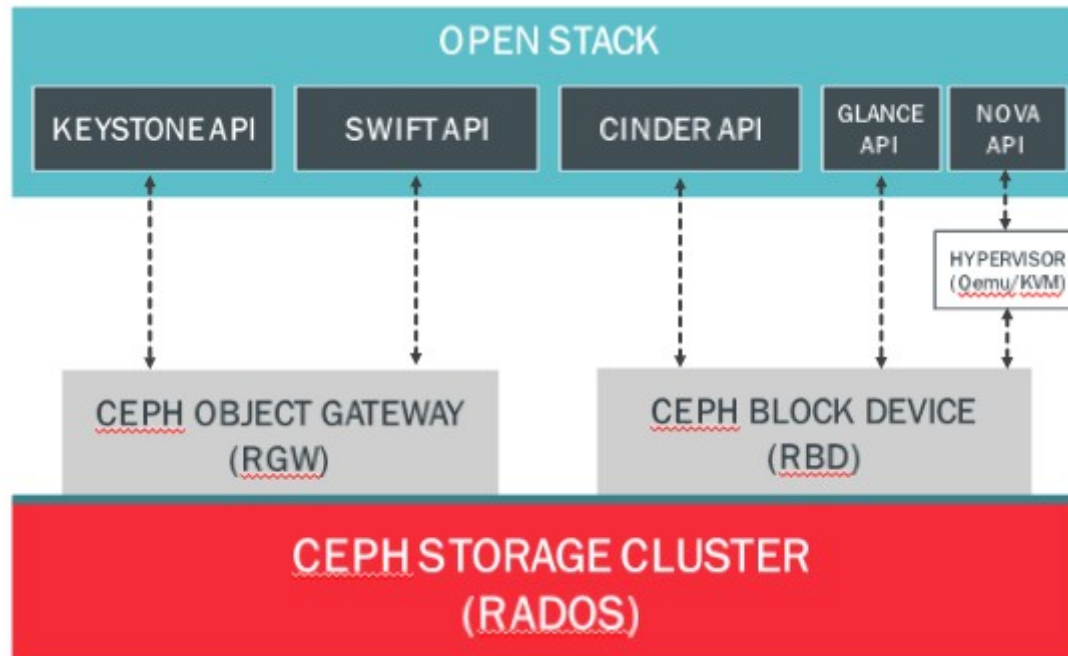 OPEN STACK
KEYSTONE API
SWIFT API
CINDER API
GLANCE
API
NOVA
API
HYPERVISOR
(Qemu/KVM)
CEPH OBJECT GATEWAY
(RGW)
CEPH BLOCK DEVICE
(RBD)
CEPH STORAGE CLUSTER
(RADOS)